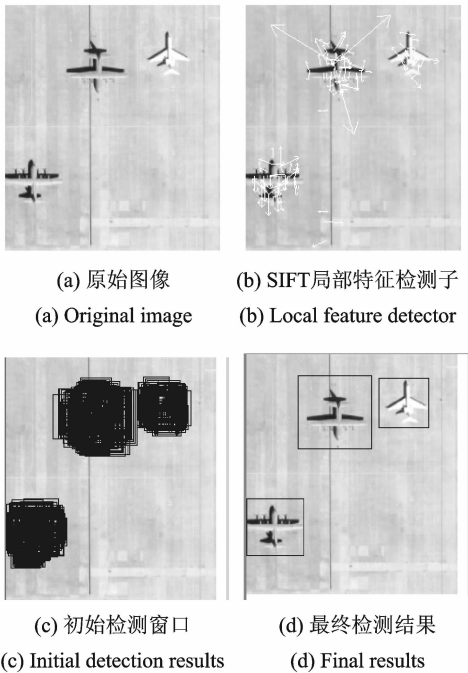 (a) 原始图像
(a) Original image
(b) SIFT局部特征检测子
(b) Local feature detector
(c) 初始检测窗口
(c) Initial detection results
(d) 最终检测结果
(d) Final results